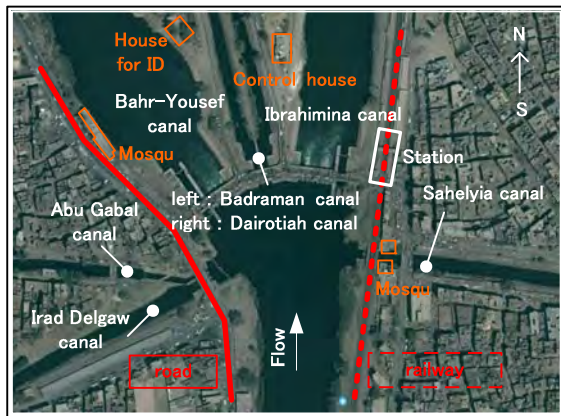 House
for ID
Control house
N
S
Bahr-Yousef
canal
Ibrahimina canal
Mosqu
Station
left : Badraman canal
right : Dairotiah canal
Sahelyia canal
Abu Gabal
canal
Mosqu
Irad Delgaw
canal
Flow
road
railway